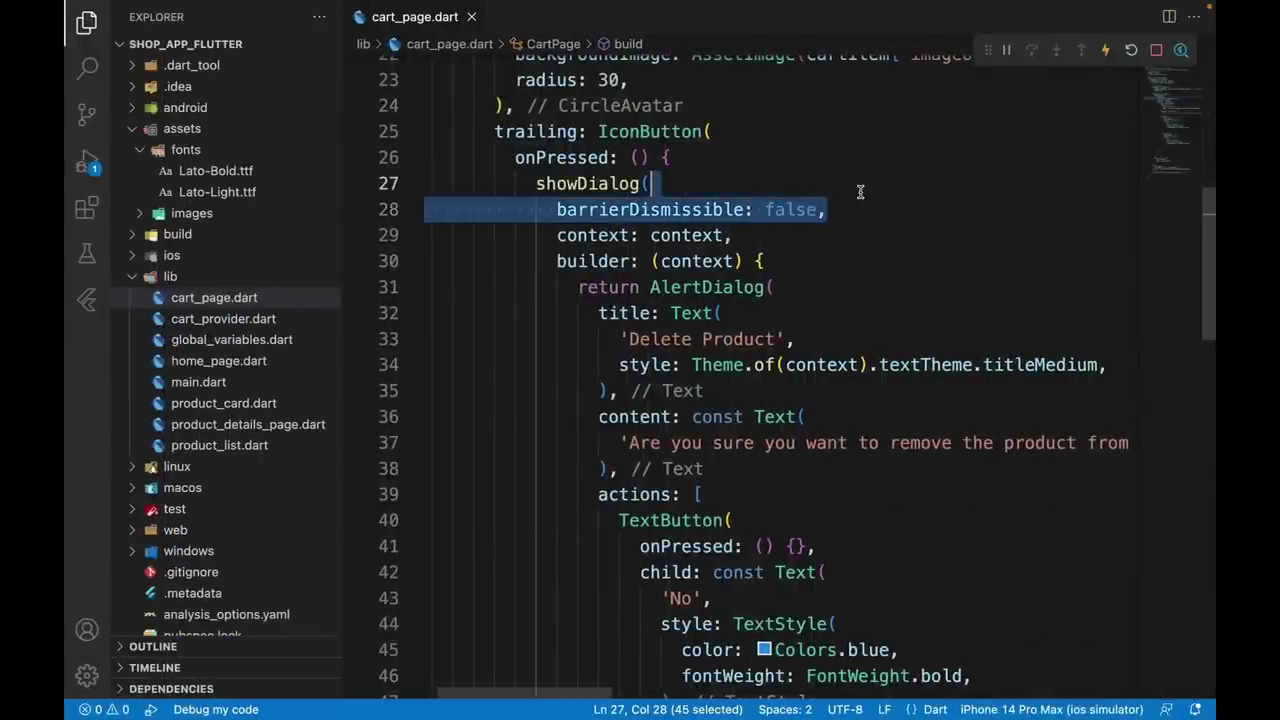 EXPLORER
cart_page.dart
SHOP_APP_FLUTTER
lib > cart_page.dart > CartPage > build
.dart_tool
.idea
android
assets
fonts
Lato-Bold.ttf
Lato-Light.ttf
images
build
ios
lib
cart_page.dart
cart_provider.dart
global_variables.dart
home_page.dart
main.dart
product_card.dart
product_details_page.dart
product_list.dart
linux
macos
test
web
windows
.gitignore
.metadata
analysis_options.yaml
pubspec.lock
OUTLINE
TIMELINE
DEPENDENCIES
1
22 backgroundImage: AssetImage(cartItem[
23 radius: 30,
24 ), // CircleAvatar
25 trailing: IconButton(
26 onPressed: () {
27 showDialog(
28 barrierDismissible: false,
29 context: context,
30 builder: (context) {
31 return AlertDialog(
32 title: Text(
33 'Delete Product',
34 style: Theme.of(context).textTheme.titleMedium,
35 ), // Text
36 content: const Text(
37 'Are you sure you want to remove the product from
38 ), // Text
39 actions: [
40 TextButton(
41 onPressed: () {},
42 child: const Text(
43 'No',
44 style: TextStyle(
45 color: Colors.blue,
46 fontWeight: FontWeight.bold,
47 ), // TextStyle
0 0 Debug my code Ln 27, Col 28 (45 selected) Spaces: 2 UTF-8 LF {} Dart iPhone 14 Pro Max (ios simulator)